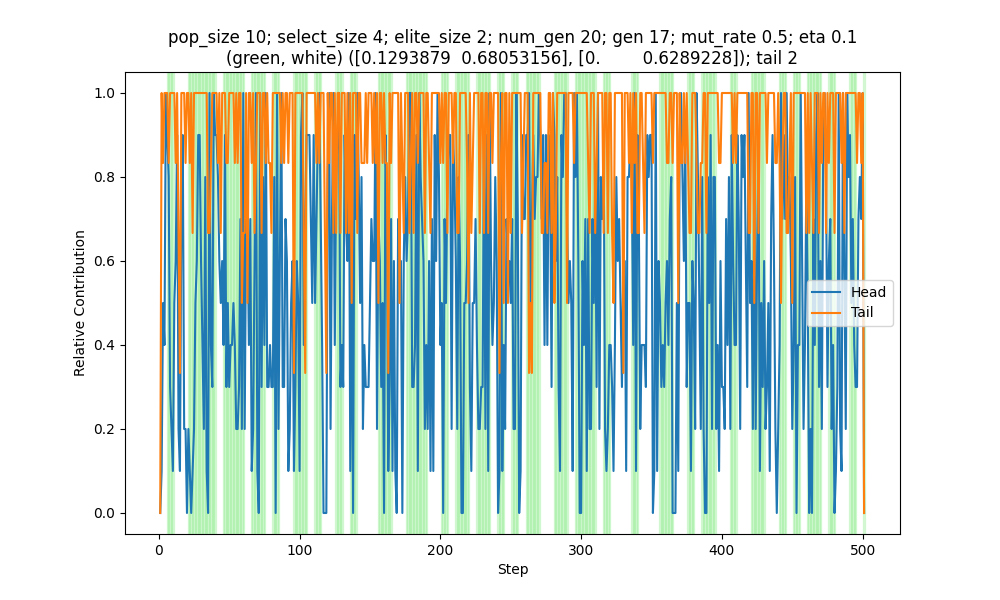 pop_size 10; select_size 4; elite_size 2; num_gen 20; gen 17; mut_rate 0.5; eta 0.1
(green, white) ([0.1293879  0.68053156], [0.         0.6289228]); tail 2
1.0
0.8
0.6
0.4
0.2
0.0
Relative Contribution
Head
Tail
0
100
200
300
400
500
Step